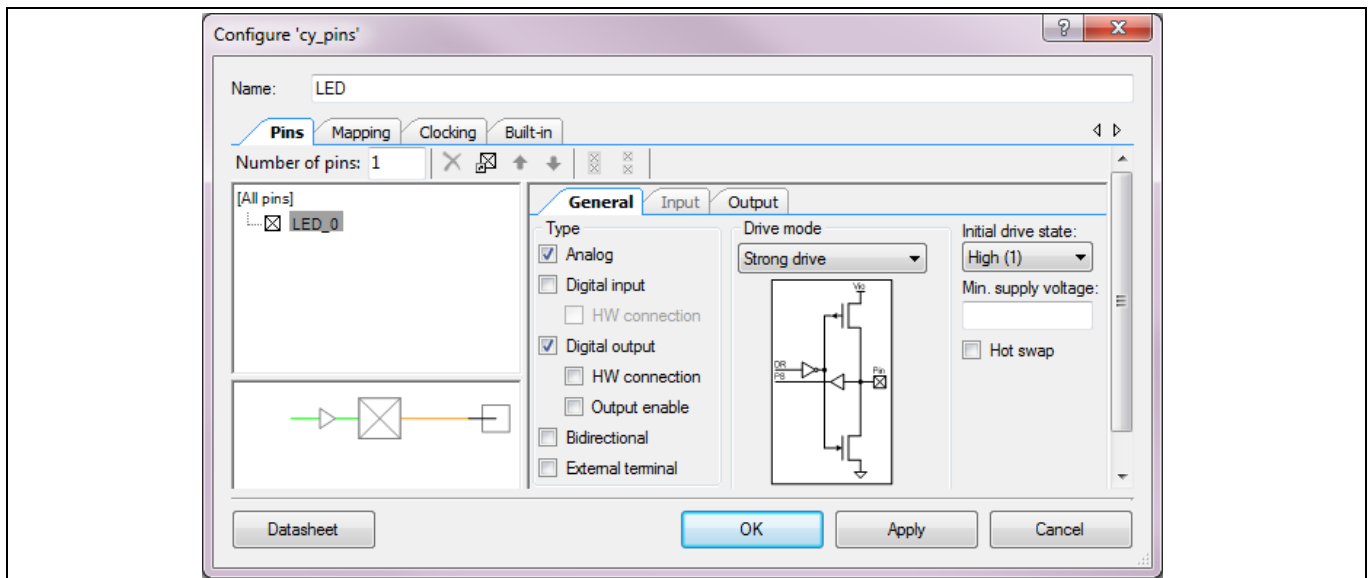 Configure 'cy_pins'
Name: LED
Pins Mapping Clocking Built-in
Number of pins: 1
[All pins]
LED_0
General Input Output
Type
Analog
Digital input
HW connection
Digital output
HW connection
Output enable
Bidirectional
External terminal
Drive mode
Strong drive
Vio
DR
PS
Pin
Initial drive state:
High (1)
Min. supply voltage:
Hot swap
Datasheet OK Apply Cancel